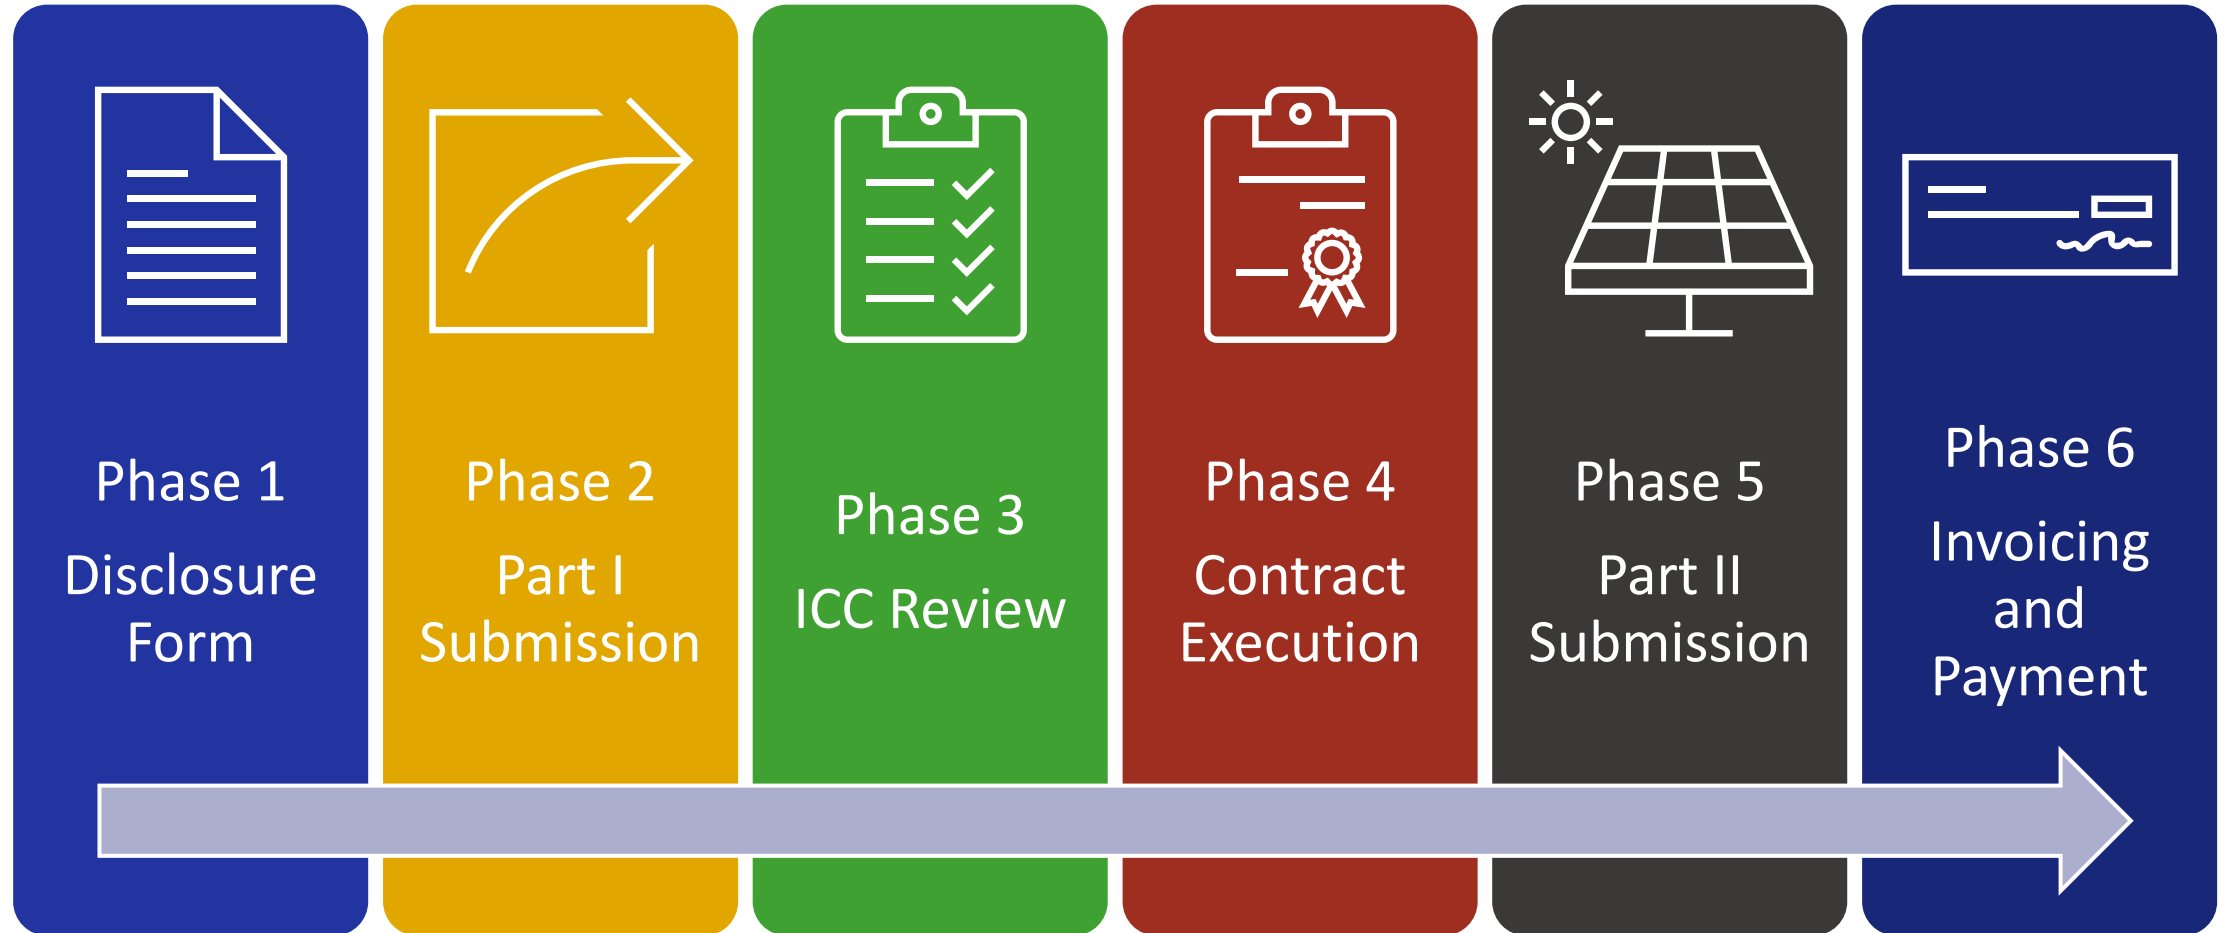 Phase 1
Disclosure
Form
Phase 2
Part I
Submission
Phase 3
ICC Review
Phase 4
Contract
Execution
Phase 5
Part II
Submission
Phase 6
Invoicing
and
Payment